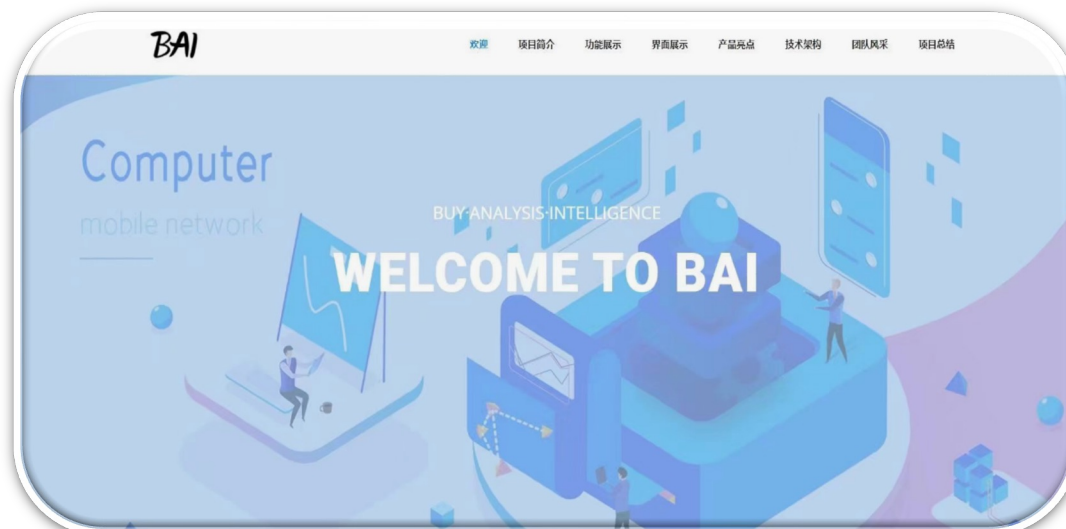 BAI
欢迎 项目简介 功能展示 界面展示 产品亮点 技术架构 团队风采 项目总结
Computer
mobile network
BUY·ANALYSIS·INTELLIGENCE
WELCOME TO BAI